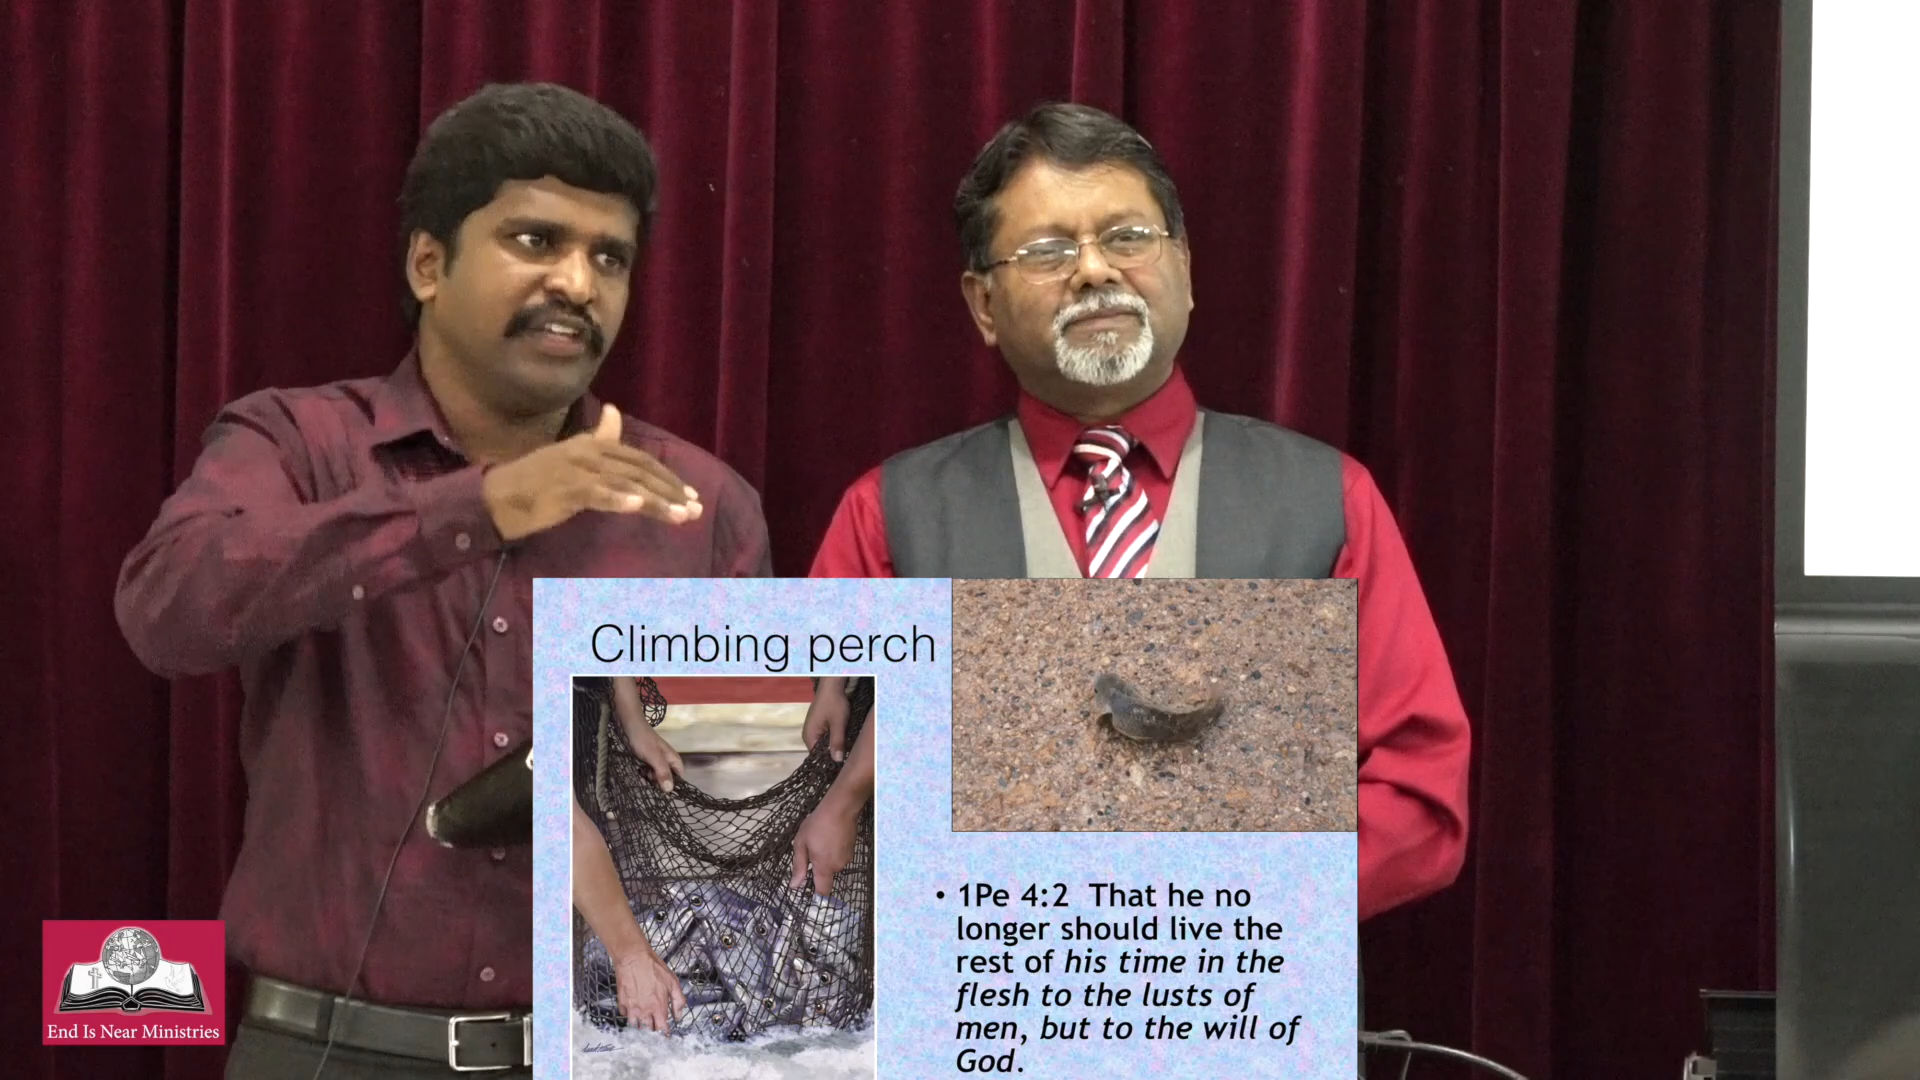 Climbing perch
• 1Pe 4:2 That he no
longer should live the
rest of his time in the
flesh to the lusts of
men, but to the will of
God.
End Is Near Ministries